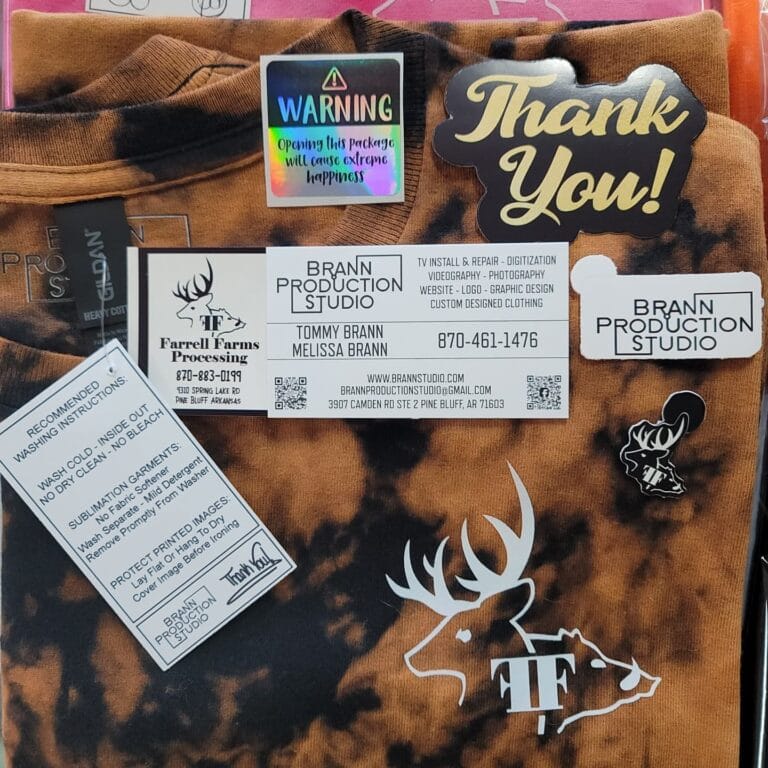 WARNING
Opening this package
will cause extreme
happiness
Thank
You!
GILDAN
HEAVY COTT
FF
Farrell Farms
Processing
870-883-0199
4310 SPRING LAKE RD
PINE BLUFF ARKANSAS
BRANN
PRODUCTION
STUDIO
TV INSTALL & REPAIR - DIGITIZATION
VIDEOGRAPHY - PHOTOGRAPHY
WEBSITE - LOGO - GRAPHIC DESIGN
CUSTOM DESIGNED CLOTHING
TOMMY BRANN
MELISSA BRANN
870-461-1476
WWW.BRANNSTUDIO.COM
BRANNPRODUCTIONSTUDIO@GMAIL.COM
3907 CAMDEN RD STE 2 PINE BLUFF, AR 71603
BRANN
PRODUCTION
STUDIO
RECOMMENDED
WASHING INSTRUCTIONS:
WASH COLD - INSIDE OUT
NO DRY CLEAN - NO BLEACH
SUBLIMATION GARMENTS:
No Fabric Softener
Wash Separate - Mild Detergent
Remove Promptly From Washer
PROTECT PRINTED IMAGES:
Lay Flat Or Hang To Dry
Cover Image Before Ironing
BRANN
PRODUCTION
STUDIO
Thank You!
FF
FF